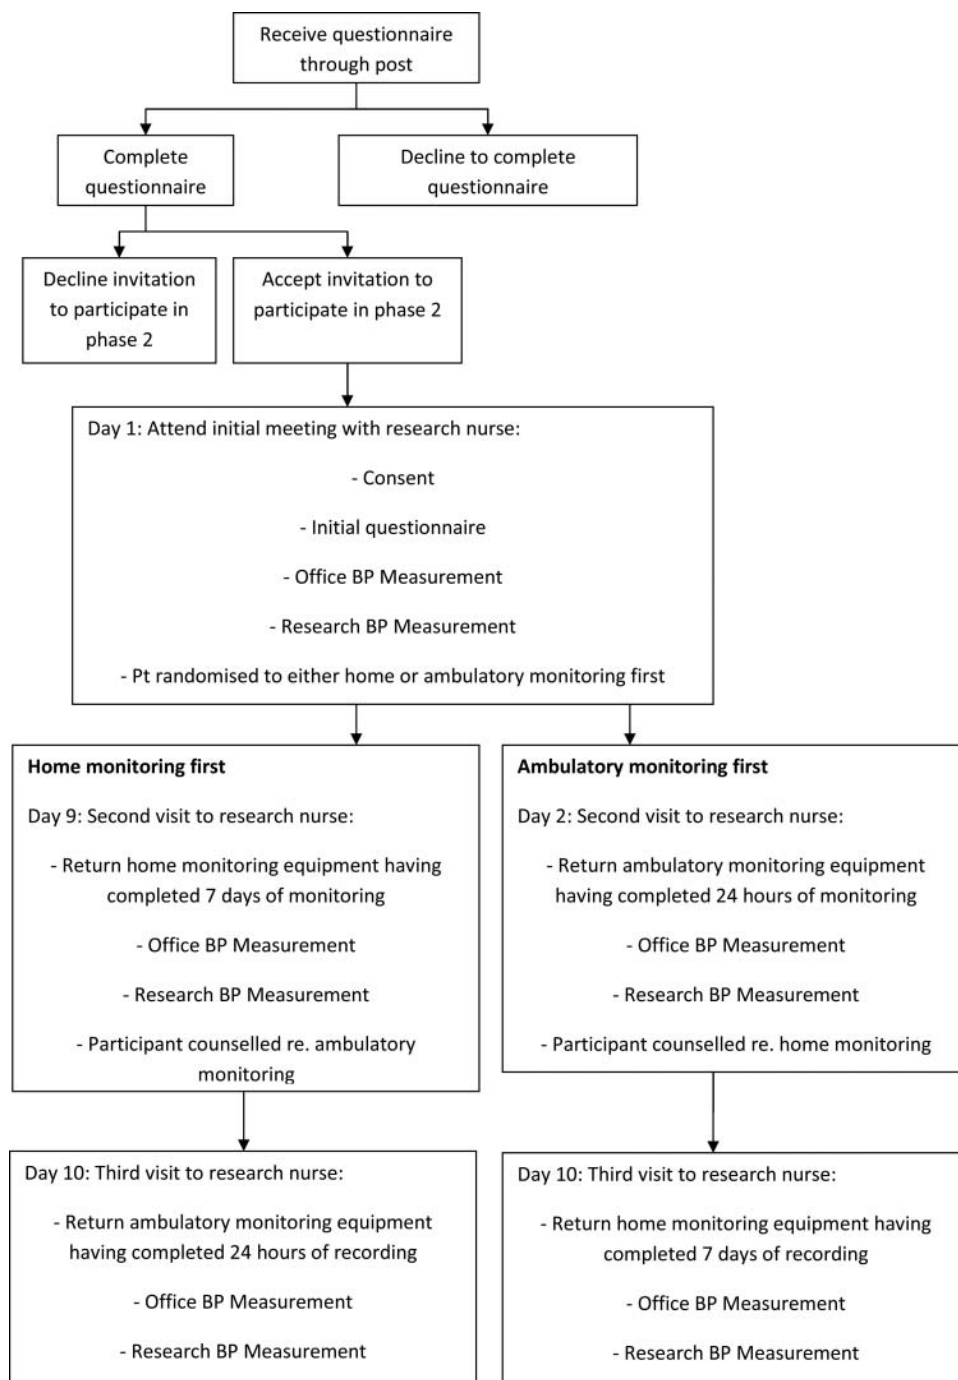 Receive questionnaire
through post
Complete
questionnaire
Decline to complete
questionnaire
Decline invitation
to participate in
phase 2
Accept invitation to
participate in phase 2
Day 1: Attend initial meeting with research nurse:
- Consent
- Initial questionnaire
- Office BP Measurement
- Research BP Measurement
- Pt randomised to either home or ambulatory monitoring first
Home monitoring first
Day 9: Second visit to research nurse:
- Return home monitoring equipment having
completed 7 days of monitoring
- Office BP Measurement
- Research BP Measurement
- Participant counselled re. ambulatory
monitoring
Ambulatory monitoring first
Day 2: Second visit to research nurse:
- Return ambulatory monitoring equipment
having completed 24 hours of monitoring
- Office BP Measurement
- Research BP Measurement
- Participant counselled re. home monitoring
Day 10: Third visit to research nurse:
- Return ambulatory monitoring equipment
having completed 24 hours of recording
- Office BP Measurement
- Research BP Measurement
Day 10: Third visit to research nurse:
- Return home monitoring equipment having
completed 7 days of recording
- Office BP Measurement
- Research BP Measurement